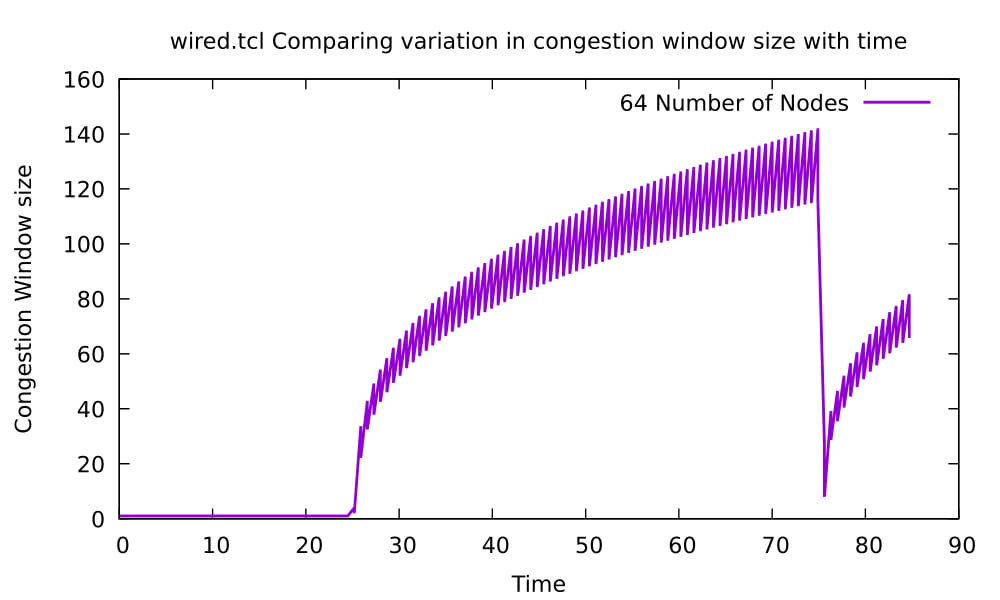 wired.tcl Comparing variation in congestion window size with time
64 Number of Nodes
Congestion Window size
160
140
120
100
80
60
40
20
0
0 10 20 30 40 50 60 70 80 90
Time